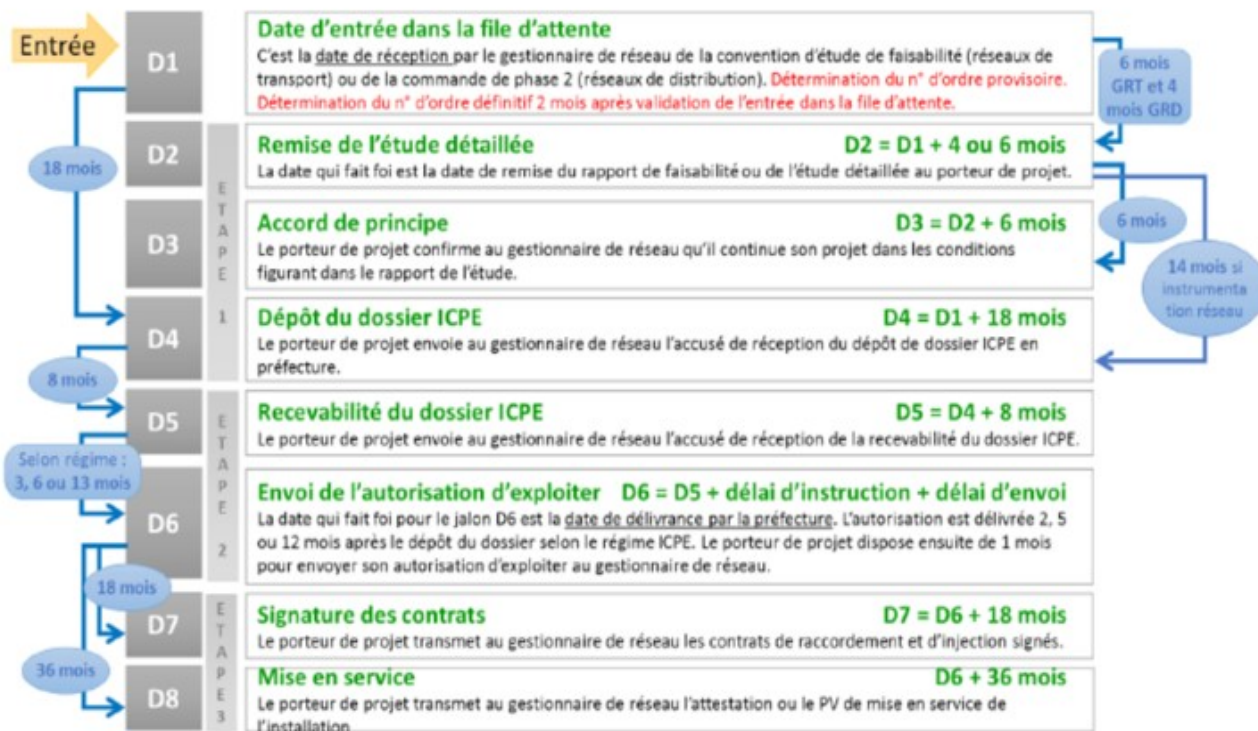 Entrée
D1
Date d'entrée dans la file d'attente
C'est la date de réception par le gestionnaire de réseau de la convention d'étude de faisabilité (réseaux de
transport) ou de la commande de phase 2 (réseaux de distribution). Détermination du n° d'ordre provisoire.
Détermination du n° d'ordre définitif 2 mois après validation de l'entrée dans la file d'attente.
6 mois
GRT et 4
mois GRD
18 mois
ETAPE 1
D2
Remise de l'étude détaillée D2 = D1 + 4 ou 6 mois
La date qui fait foi est la date de remise du rapport de faisabilité ou de l'étude détaillée au porteur de projet.
6 mois
D3
Accord de principe D3 = D2 + 6 mois
Le porteur de projet confirme au gestionnaire de réseau qu'il continue son projet dans les conditions
figurant dans le rapport de l'étude.
14 mois si
instrumenta
tion réseau
D4
Dépôt du dossier ICPE D4 = D1 + 18 mois
Le porteur de projet envoie au gestionnaire de réseau l'accusé de réception du dépôt de dossier ICPE en
préfecture.
8 mois
ETAPE 2
D5
Recevabilité du dossier ICPE D5 = D4 + 8 mois
Le porteur de projet envoie au gestionnaire de réseau l'accusé de réception de la recevabilité du dossier ICPE.
Selon régime :
3, 6 ou 13 mois
D6
Envoi de l'autorisation d'exploiter D6 = D5 + délai d'instruction + délai d'envoi
La date qui fait foi pour le jalon D6 est la date de délivrance par la préfecture. L'autorisation est délivrée 2, 5
ou 12 mois après le dépôt du dossier selon le régime ICPE. Le porteur de projet dispose ensuite de 1 mois
pour envoyer son autorisation d'exploiter au gestionnaire de réseau.
18 mois
ETAPE 3
D7
Signature des contrats D7 = D6 + 18 mois
Le porteur de projet transmet au gestionnaire de réseau les contrats de raccordement et d'injection signés.
36 mois
D8
Mise en service D6 + 36 mois
Le porteur de projet transmet au gestionnaire de réseau l'attestation ou le PV de mise en service de
l'installation